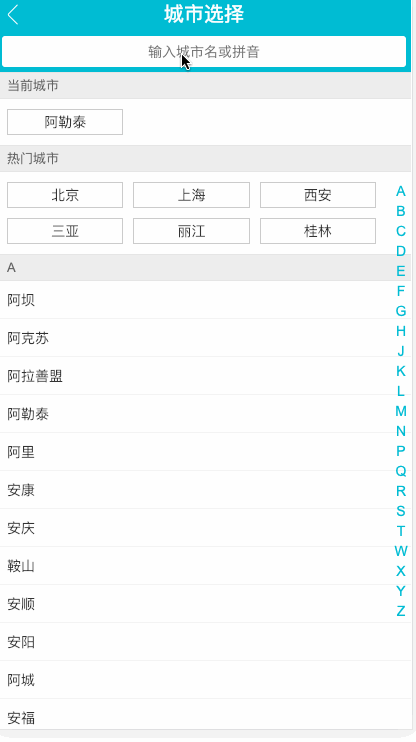 城市选择
输入城市名或拼音
当前城市
阿勒泰
热门城市
北京 上海 西安
三亚 丽江 桂林
A
阿坝
阿克苏
阿拉善盟
阿勒泰
阿里
安康
安庆
鞍山
安顺
安阳
阿城
安福
A
B
C
D
E
F
G
H
J
K
L
M
N
P
Q
R
S
T
W
X
Y
Z